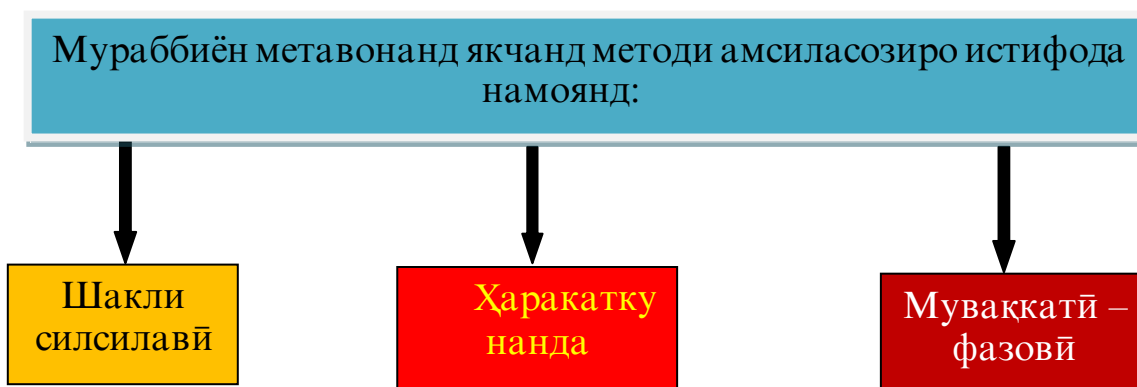 Мураббиён метавонанд якчанд методи амсиласозиро истифода
намоянд:
Шакли
силсилавӣ
Ҳаракатку
нанда
Муваққатӣ –
фазовӣ